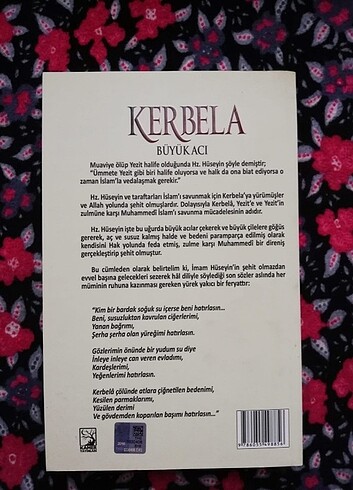 KERBELA
BÜYÜK ACI
Muaviye ölüp Yezit halife olduğunda Hz. Hüseyin şöyle demiştir;
"Ümmete Yezit gibi biri halife oluyorsa ve halk da ona biat ediyorsa o
zaman İslam'la vedalaşmak gerekir."
Hz. Hüseyin ve taraftarları İslam'ı savunmak için Kerbela'ya yürümüşler
ve Allah yolunda şehit olmuşlardır. Dolayısıyla Kerbelâ, Yezit'e ve Yezit'in
zulmüne karşı Muhammedî İslam'ı savunma mücadelesinin adıdır.
Hz. Hüseyin işte bu uğurda büyük acılar çekerek ve büyük çilelere göğüs
gererek, aç ve susuz kalmış halde ve bedeni paramparça edilmiş olarak
kendisini Hak yolunda feda etmiş, zulme karşı Muhammedî bir direniş
gerçekleştirip şehit olmuştur.
Bu cümleden olarak belirtelim ki, İmam Hüseyin'in şehit olmazdan
evvel başına gelecekleri sezerek hâl diliyle söylediği son sözler aslında her
müminin ruhuna kazınması gereken yürek yakıcı bir feryattır:
"Kim bir bardak soğuk su içerse beni hatırlasın...
Beni, susuzluktan kavrulan ciğerlerimi,
Yanan bağrımı,
Şerha şerha olan yüreğimi hatırlasın.
Gözlerimin önünde bir yudum su diye
İnleye inleye can veren evladımı,
Kardeşlerimi,
Yeğenlerimi hatırlasın.
Kerbelâ çölünde atlara çiğnetilen bedenimi,
Kesilen parmaklarımı,
Yüzülen derimi
Ve gövdemden koparılan başımı hatırlasın..."